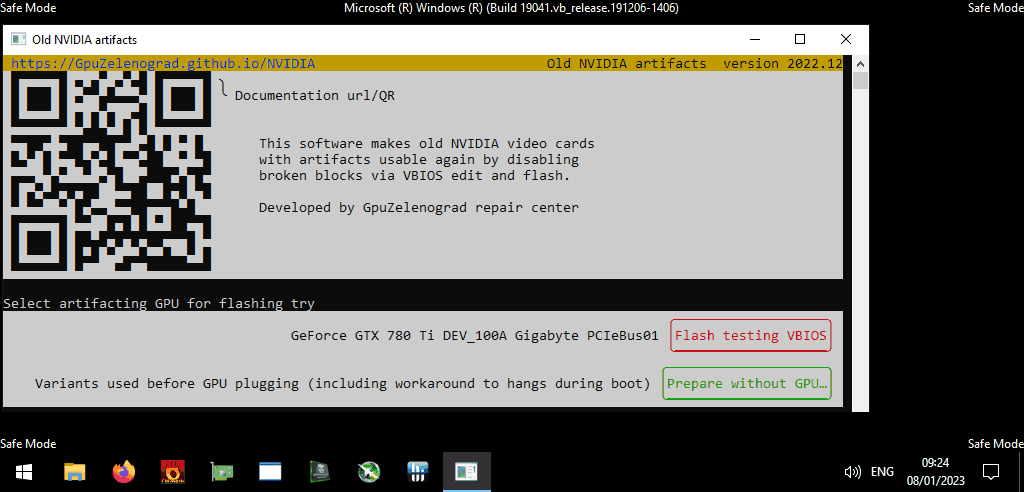 Safe Mode Microsoft (R) Windows (R) (Build 19041.vb_release.191206-1406) Safe Mode
Old NVIDIA artifacts
https://GpuZelenograd.github.io/NVIDIA Old NVIDIA artifacts version 2022.12
Documentation url/QR
This software makes old NVIDIA video cards
with artifacts usable again by disabling
broken blocks via VBIOS edit and flash.
Developed by GpuZelenograd repair center
Select artifacting GPU for flashing try
GeForce GTX 780 Ti DEV_100A Gigabyte PCIeBus01 Flash testing VBIOS
Variants used before GPU plugging (including workaround to hangs during boot) Prepare without GPU…
Safe Mode Safe Mode
ENG
09:24
08/01/2023